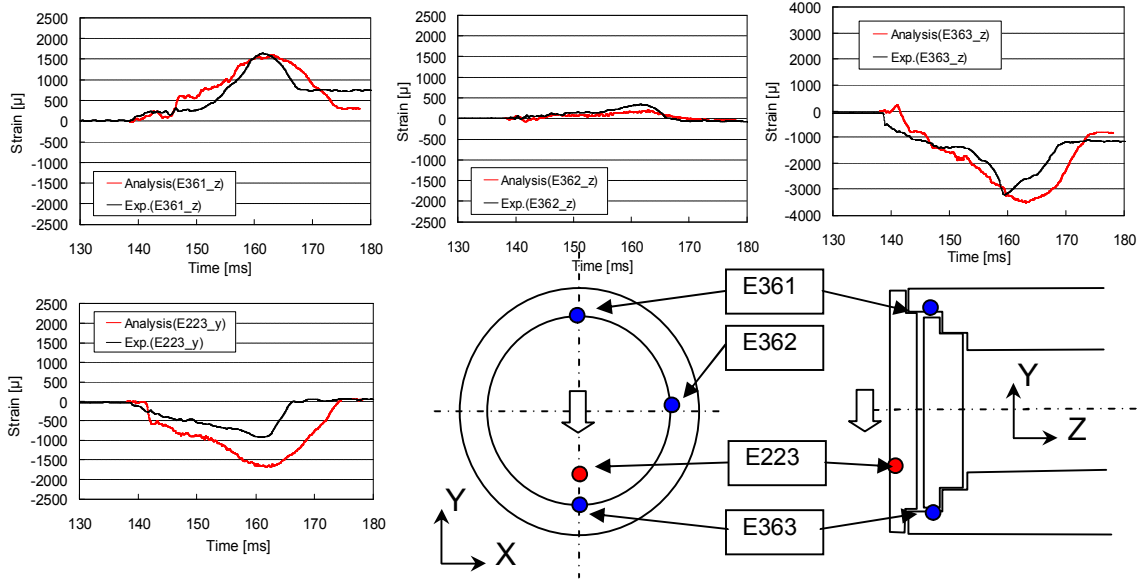 2500
2000
1500
1000
500
0
-500
-1000
-1500
-2000
-2500
Strain [μ]
Analysis(E361_z)
Exp.(E361_z)
130 140 150 160 170 180
Time [ms]
2500
2000
1500
1000
500
0
-500
-1000
-1500
-2000
-2500
Strain [μ]
Analysis(E362_z)
Exp.(E362_z)
130 140 150 160 170 180
Time [ms]
4000
3000
2000
1000
0
-1000
-2000
-3000
4000
Strain [μ]
Analysis(E363_z)
Exp.(E363_z)
130 140 150 160 170 180
Time [ms]
2500
2000
1500
1000
500
0
-500
-1000
-1500
-2000
-2500
Strain [μ]
Analysis(E223_y)
Exp.(E223_y)
130 140 150 160 170 180
Time [ms]
E361
E362
E223
E363
Y
X
Y
Z